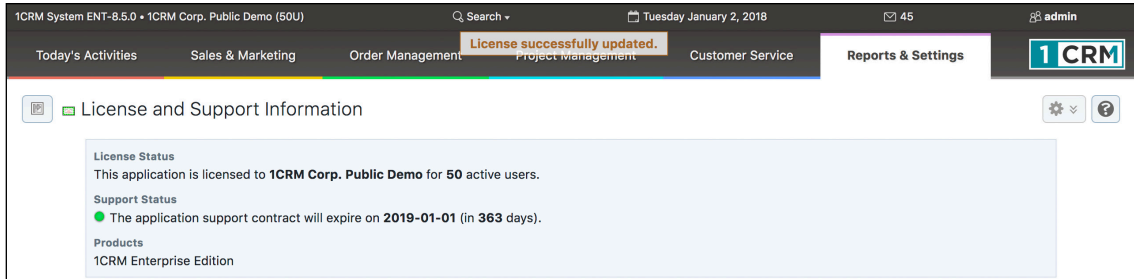 1CRM System ENT-8.5.0 • 1CRM Corp. Public Demo (50U) Search Tuesday January 2, 2018 45 admin
License successfully updated.
Today's Activities Sales & Marketing Order Management Project Management Customer Service Reports & Settings 1CRM
License and Support Information
License Status
This application is licensed to 1CRM Corp. Public Demo for 50 active users.
Support Status
The application support contract will expire on 2019-01-01 (in 363 days).
Products
1CRM Enterprise Edition